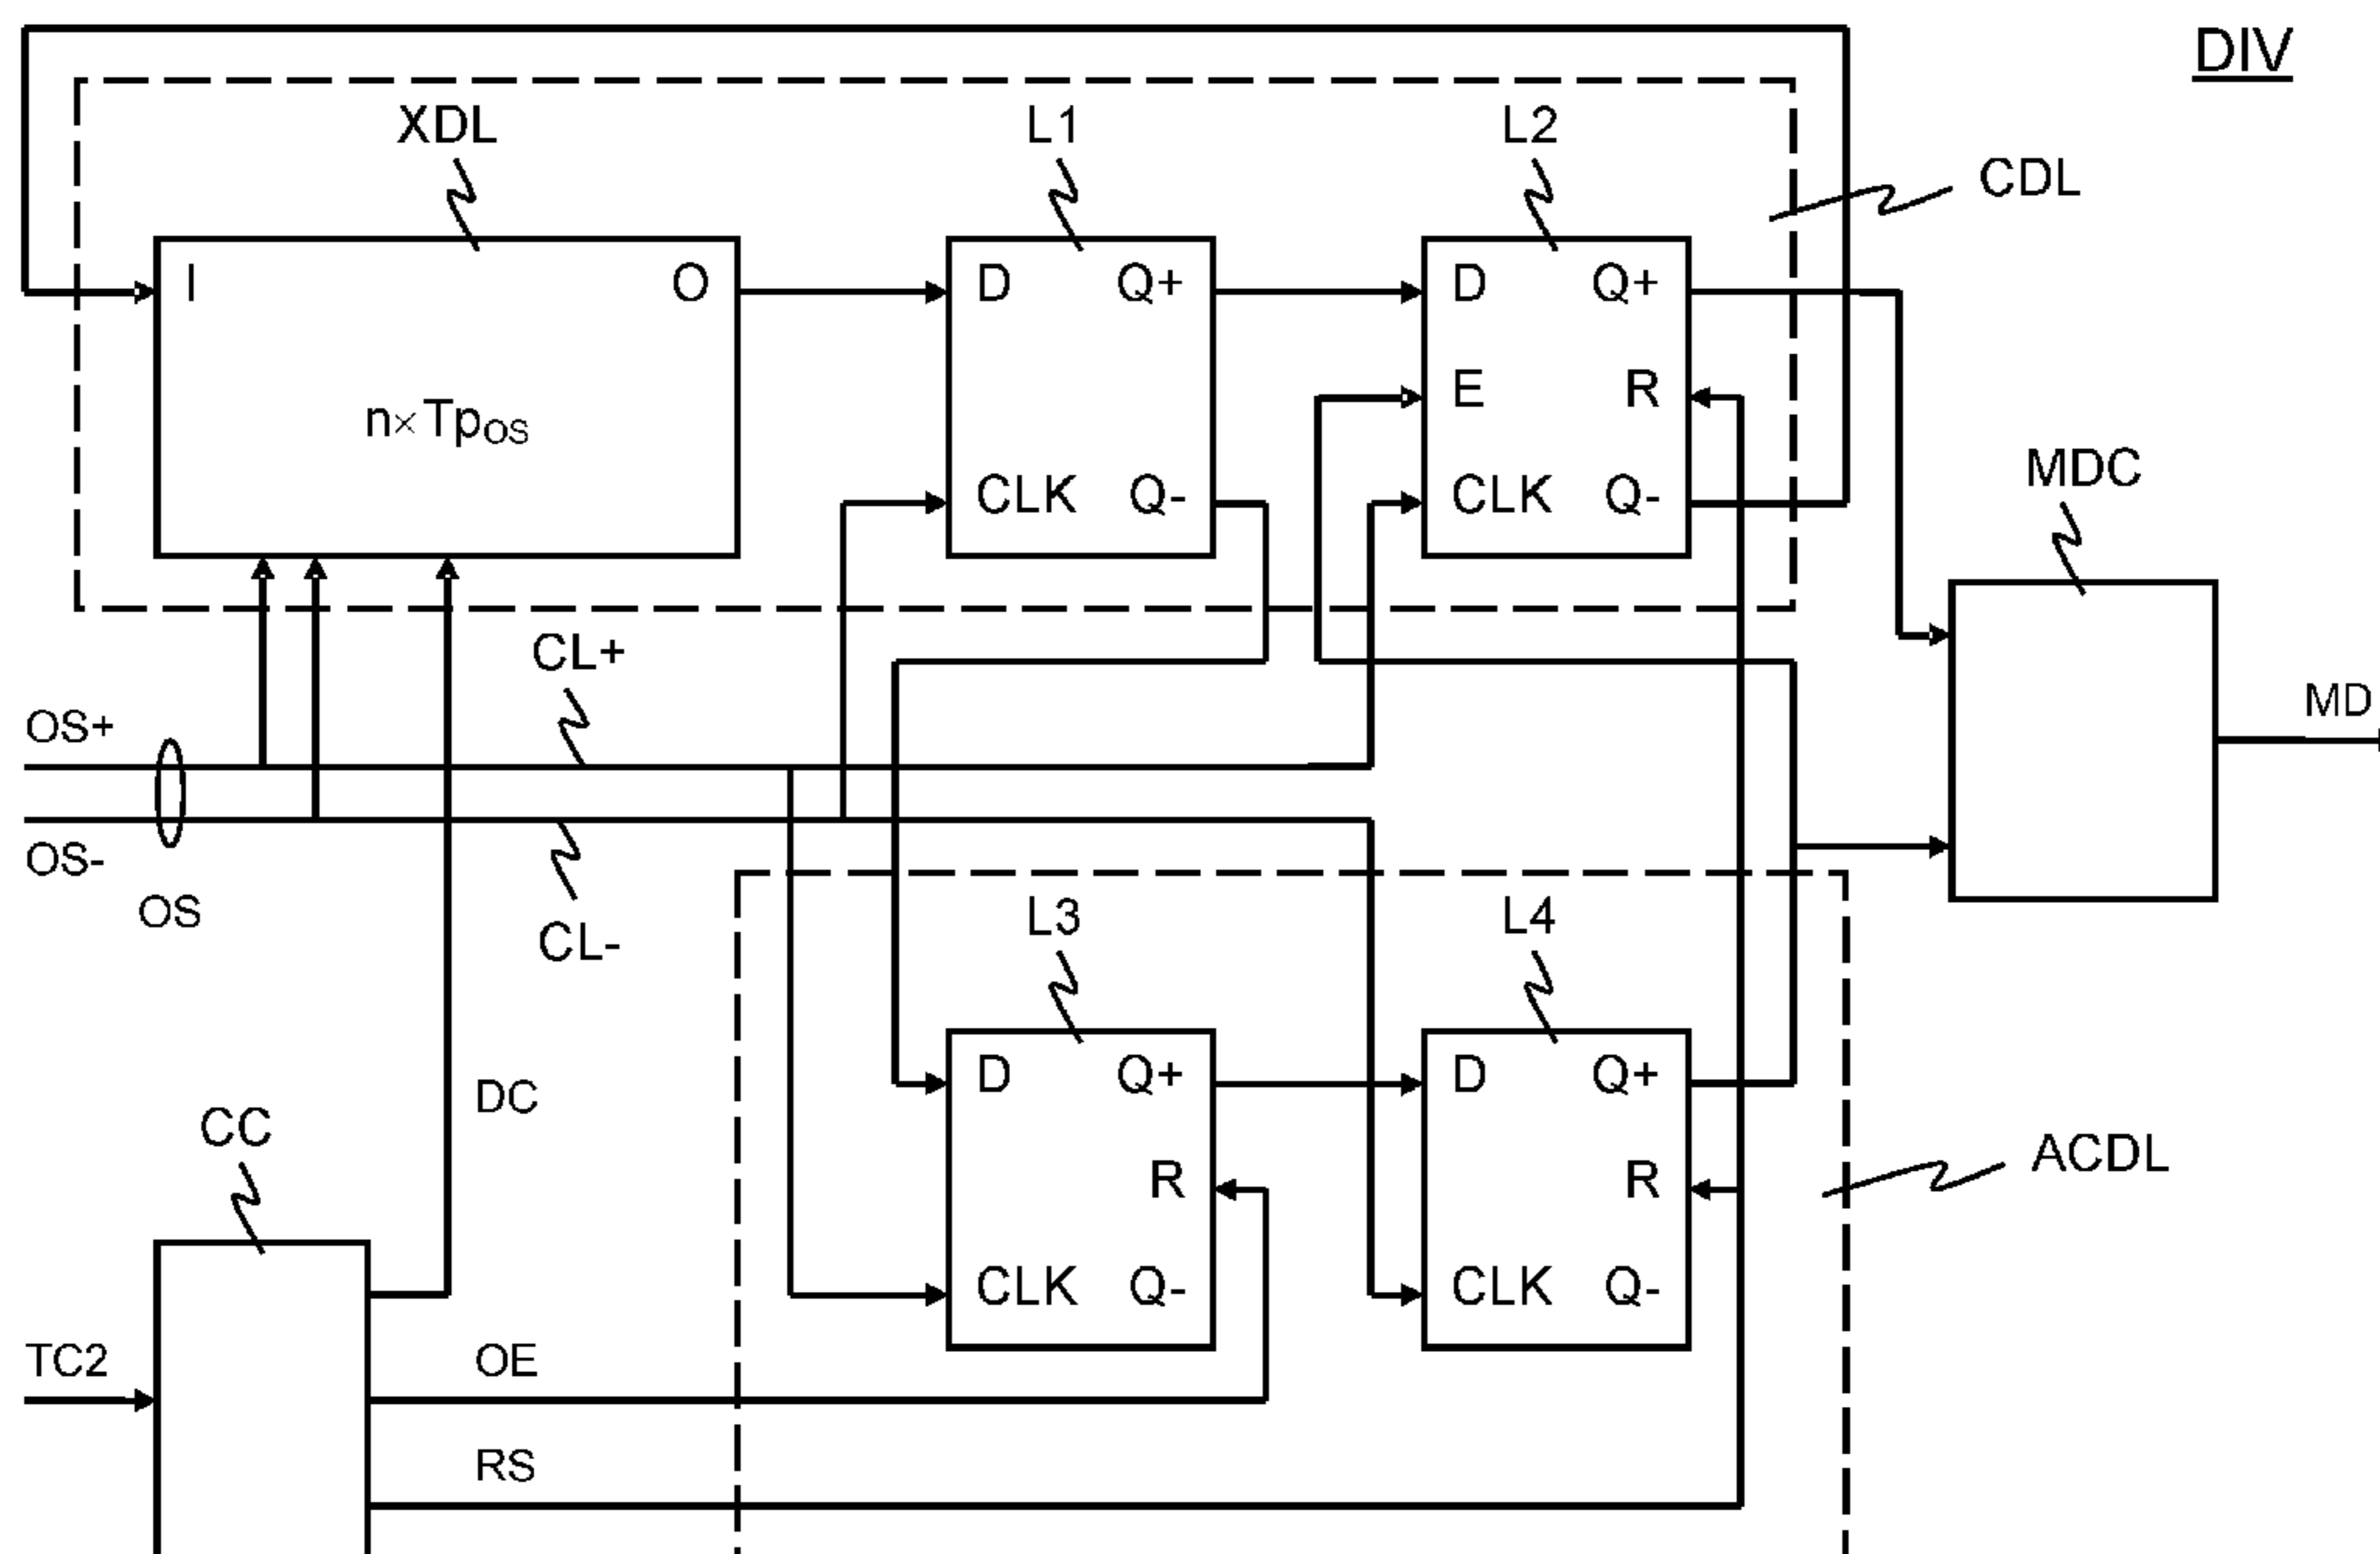 DIV
XDL
L1
L2
CDL
I
O
n×TpOS
D
Q+
CLK
Q-
D
Q+
E
R
CLK
Q-
MDC
CL+
OS+
OS-
OS
CL-
MD
L3
L4
D
Q+
R
CLK
Q-
D
Q+
R
CLK
Q-
ACDL
CC
DC
TC2
OE
RS